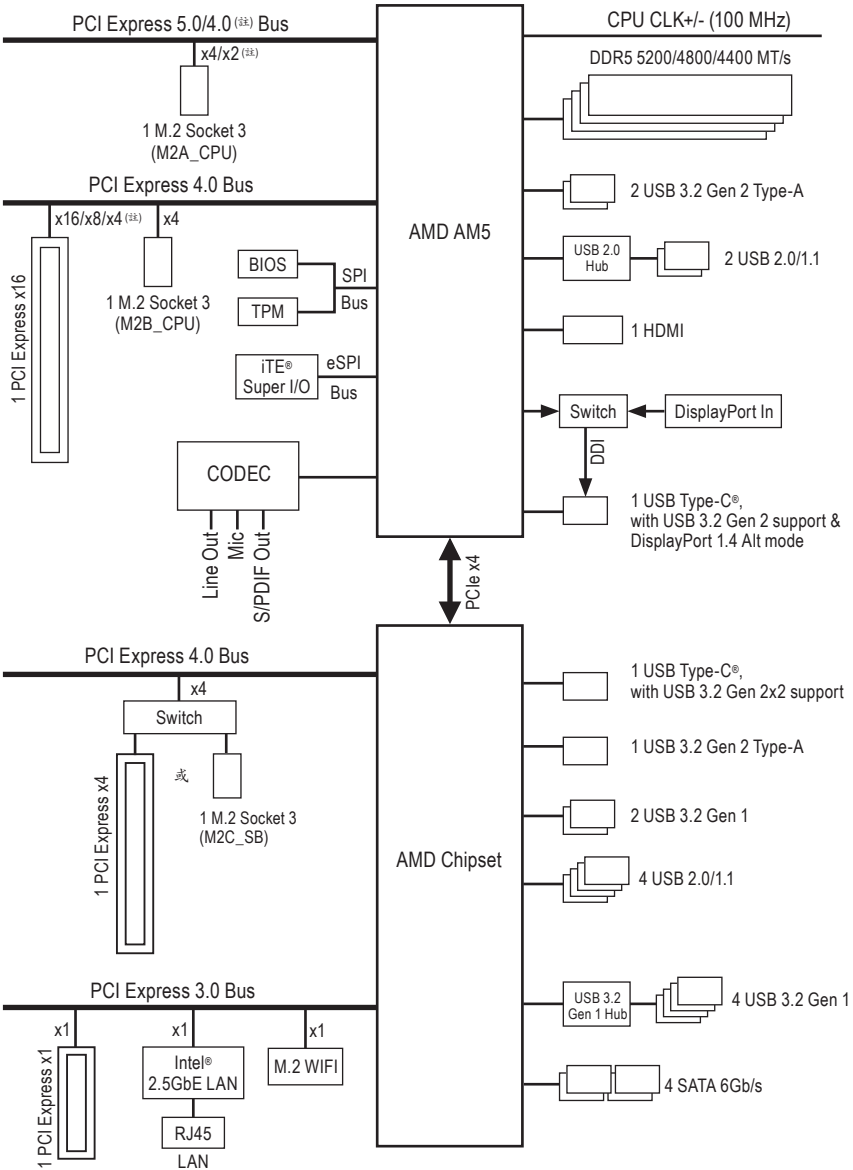 PCI Express 5.0/4.0 (註) Bus
x4/x2 (註)
1 M.2 Socket 3
(M2A_CPU)
PCI Express 4.0 Bus
x16/x8/x4 (註)
x4
1 PCI Express x16
1 M.2 Socket 3
(M2B_CPU)
BIOS
TPM
SPI
Bus
iTE®
Super I/O
eSPI
Bus
CODEC
Line Out
Mic
S/PDIF Out
AMD AM5
CPU CLK+/- (100 MHz)
DDR5 5200/4800/4400 MT/s
2 USB 3.2 Gen 2 Type-A
USB 2.0
Hub
2 USB 2.0/1.1
1 HDMI
Switch
DisplayPort In
DDI
1 USB Type-C®,
with USB 3.2 Gen 2 support &
DisplayPort 1.4 Alt mode
PCIe x4
PCI Express 4.0 Bus
x4
Switch
1 PCI Express x4
或
1 M.2 Socket 3
(M2C_SB)
PCI Express 3.0 Bus
x1
x1
x1
1 PCI Express x1
Intel®
2.5GbE LAN
RJ45
LAN
M.2 WIFI
AMD Chipset
1 USB Type-C®,
with USB 3.2 Gen 2x2 support
1 USB 3.2 Gen 2 Type-A
2 USB 3.2 Gen 1
4 USB 2.0/1.1
USB 3.2
Gen 1 Hub
4 USB 3.2 Gen 1
4 SATA 6Gb/s